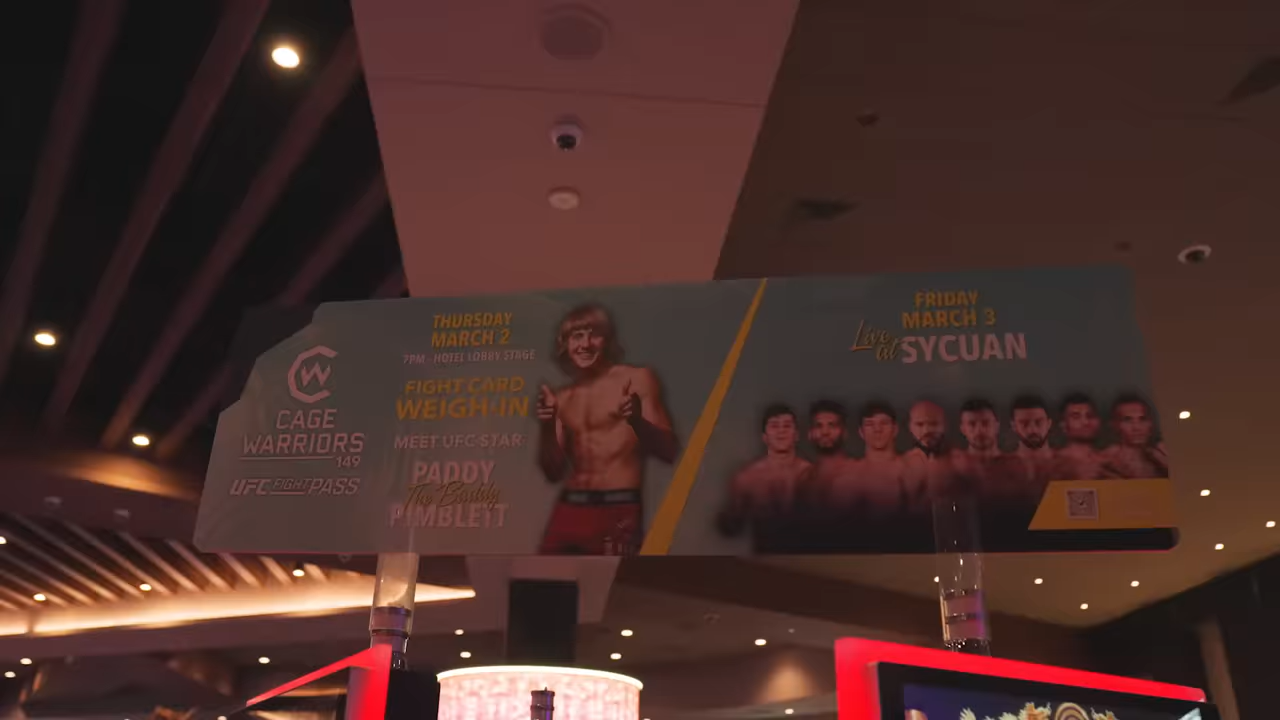 CW
CAGE
WARRIORS
149
UFC FIGHT PASS
THURSDAY
MARCH 2
7PM - HOTEL LOBBY STAGE
FIGHT CARD
WEIGH-IN
MEET UFC STAR
PADDY
The Baddy
PIMBLETT
FRIDAY
MARCH 3
Live
at SYCUAN